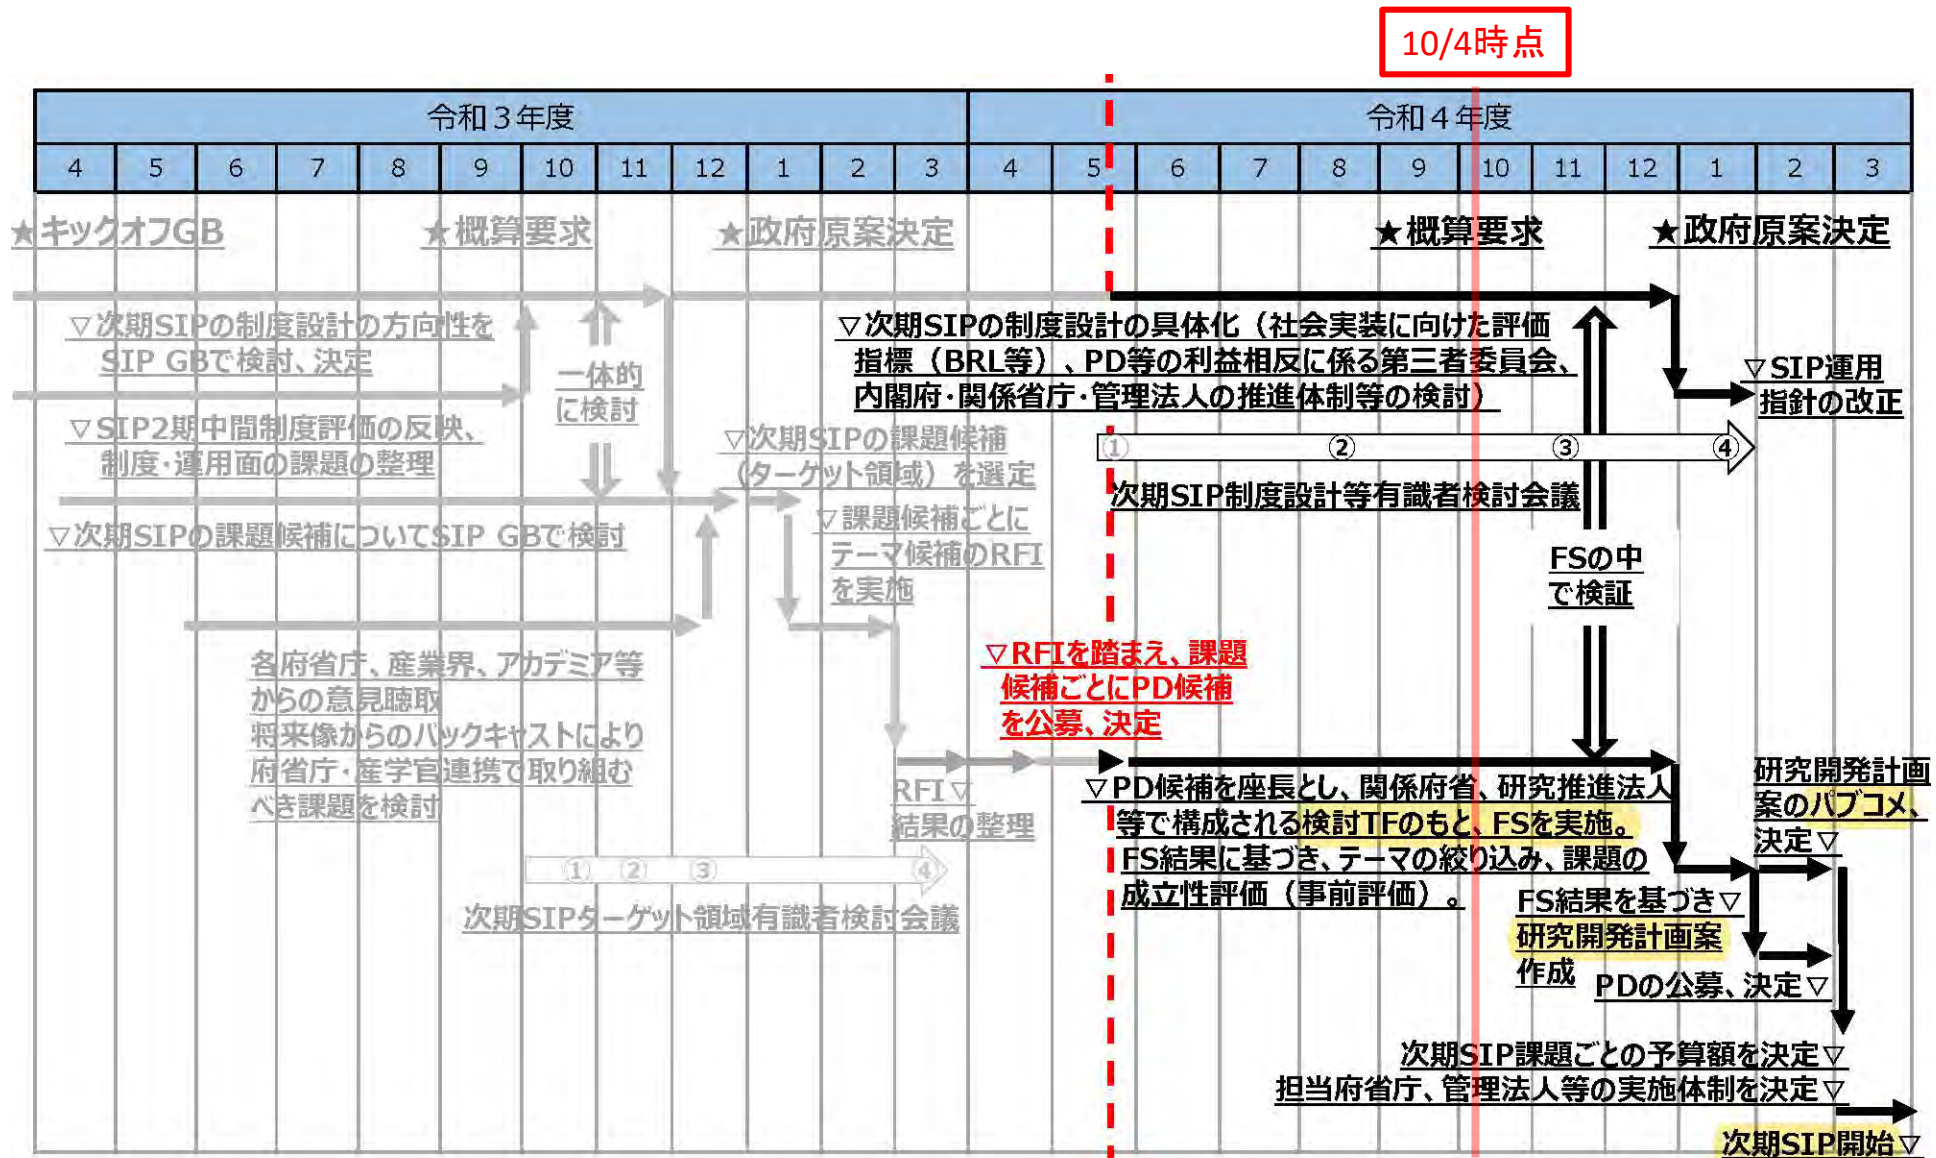 10/4時点
令和３年度
令和４年度
4 5 6 7 8 9 10 11 12 1 2 3 4 5 6 7 8 9 10 11 12 1 2 3
★キックオフGB
★概算要求
★政府原案決定
★概算要求
★政府原案決定
▽次期SIPの制度設計の方向性を
SIP GBで検討、決定
一体的
に検討
▽SIP2期中間制度評価の反映、
制度・運用面の課題の整理
▽次期SIPの課題候補
（ターゲット領域）を選定
▽次期SIPの課題候補についてSIP GBで検討
▽課題候補ごとに
テーマ候補のRFI
を実施
各府省庁、産業界、アカデミア等
からの意見聴取
将来像からのバックキャストにより
府省庁・産学官連携で取り組む
べき課題を検討
RFI▽
結果の整理
① ② ③ ④
次期SIPターゲット領域有識者検討会議
▽次期SIPの制度設計の具体化（社会実装に向けた評価
指標（BRL等）、PD等の利益相反に係る第三者委員会、
内閣府・関係省庁・管理法人の推進体制等の検討）
▽SIP運用
指針の改正
① ② ③ ④
次期SIP制度設計等有識者検討会議
FSの中
で検証
▽RFIを踏まえ、課題
候補ごとにPD候補
を公募、決定
▽PD候補を座長とし、関係府省、研究推進法人
等で構成される検討TFのもと、FSを実施。
FS結果に基づき、テーマの絞り込み、課題の
成立性評価（事前評価）。
研究開発計画
案のパブコメ、
決定▽
FS結果を基づき▽
研究開発計画案
作成
PDの公募、決定▽
次期SIP課題ごとの予算額を決定▽
担当府省庁、管理法人等の実施体制を決定▽
次期SIP開始▽